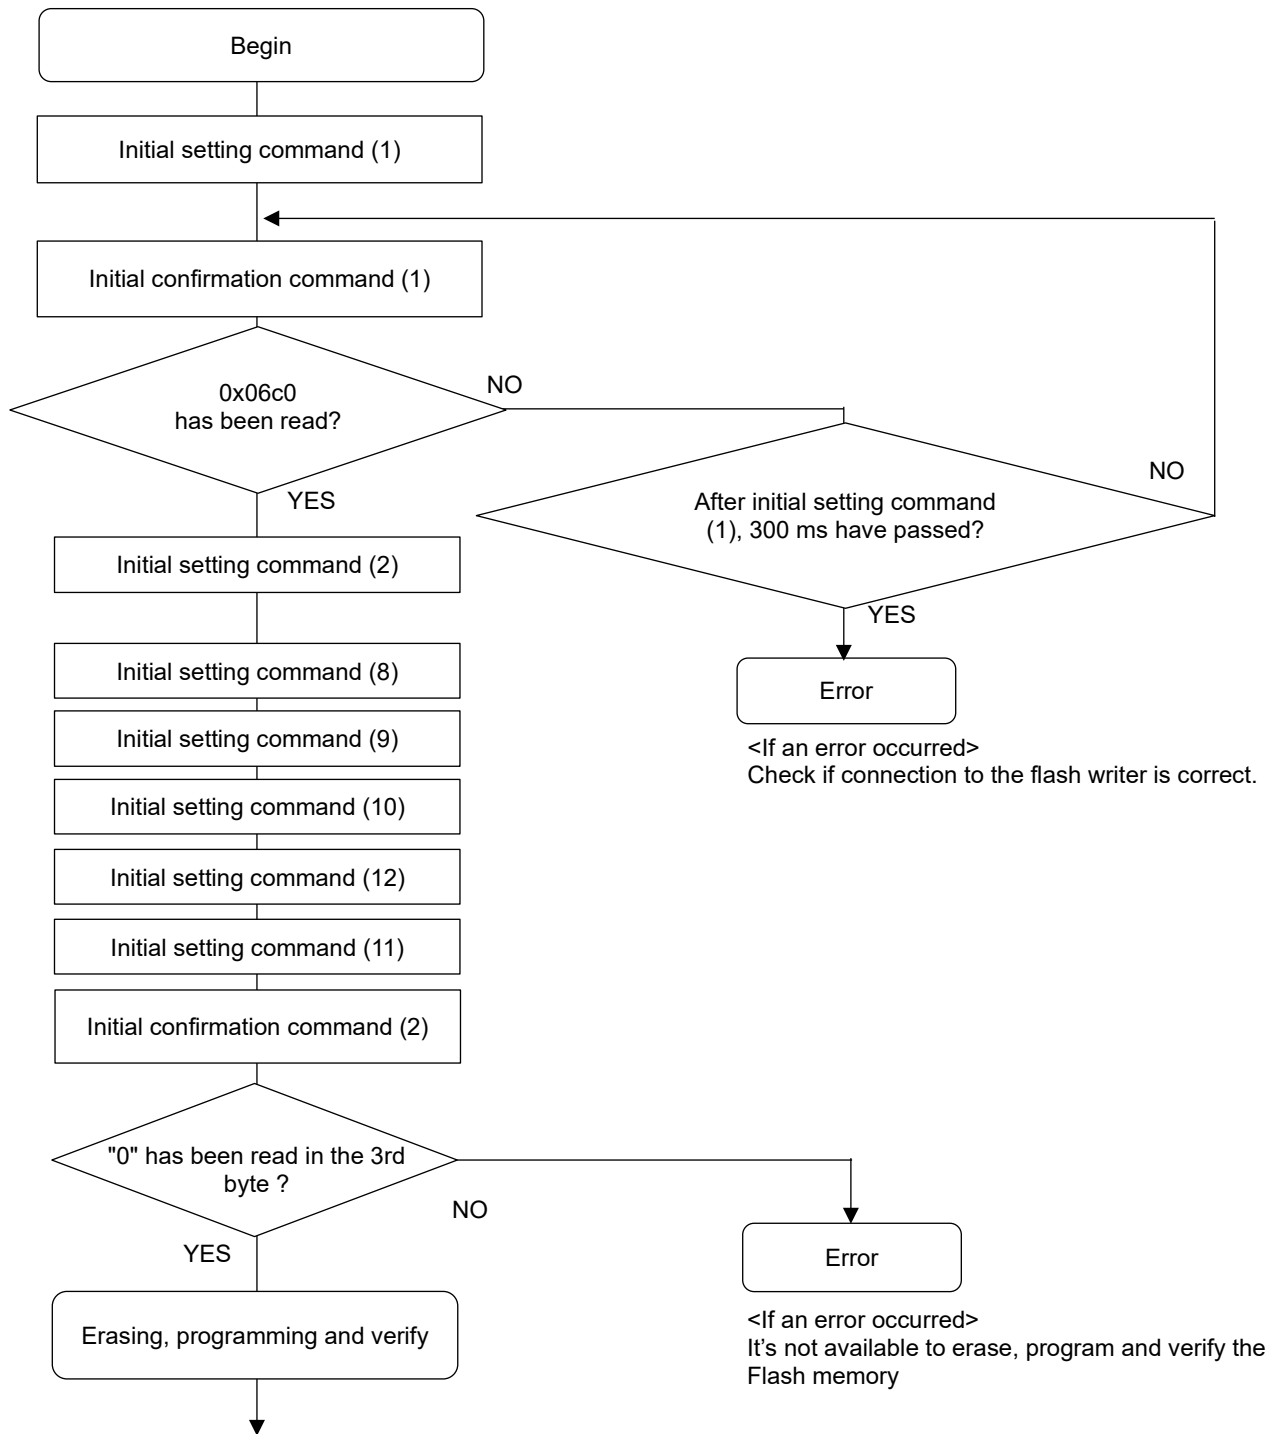 Begin
Initial setting command (1)
Initial confirmation command (1)
0x06c0
has been read?
NO
YES
After initial setting command
(1), 300 ms have passed?
NO
YES
Error
<If an error occurred>
Check if connection to the flash writer is correct.
Initial setting command (2)
Initial setting command (8)
Initial setting command (9)
Initial setting command (10)
Initial setting command (12)
Initial setting command (11)
Initial confirmation command (2)
"0" has been read in the 3rd
byte ?
NO
YES
Error
<If an error occurred>
It’s not available to erase, program and verify the
Flash memory
Erasing, programming and verify